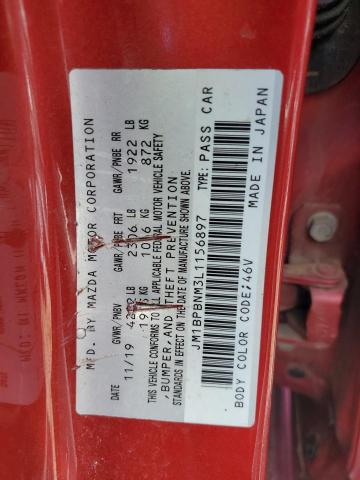 MFD. BY MAZDA MOTOR CORPORATION
DATE GVWR/PNBV GAWR/PNBE FRT GAWR/PNBE RR
11/19 LB 2306 LB 1922 LB
KG 1016 KG 872 KG
THIS VEHICLE CONFORMS TO ALL APPLICABLE FEDERAL MOTOR VEHICLE SAFETY
, BUMPER, AND THEFT PREVENTION
STANDARDS IN EFFECT ON THE DATE OF MANUFACTURE SHOWN ABOVE.
JM1BPBNM3L1156897 TYPE: PASS CAR
BODY COLOR CODE:46V MADE IN JAPAN